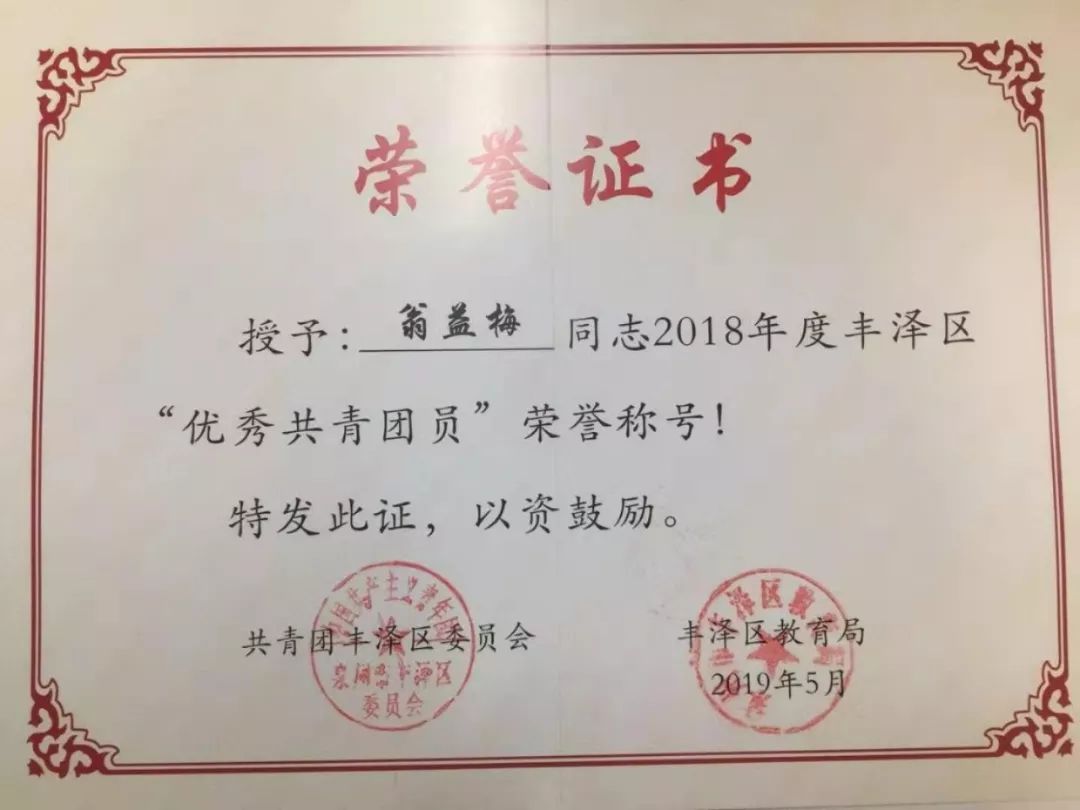 荣誉证书
授予：翁益梅同志2018年度丰泽区
“优秀共青团员”荣誉称号！
特发此证，以资鼓励。
共青团丰泽区委员会
丰泽区教育局
2019年5月
委员会